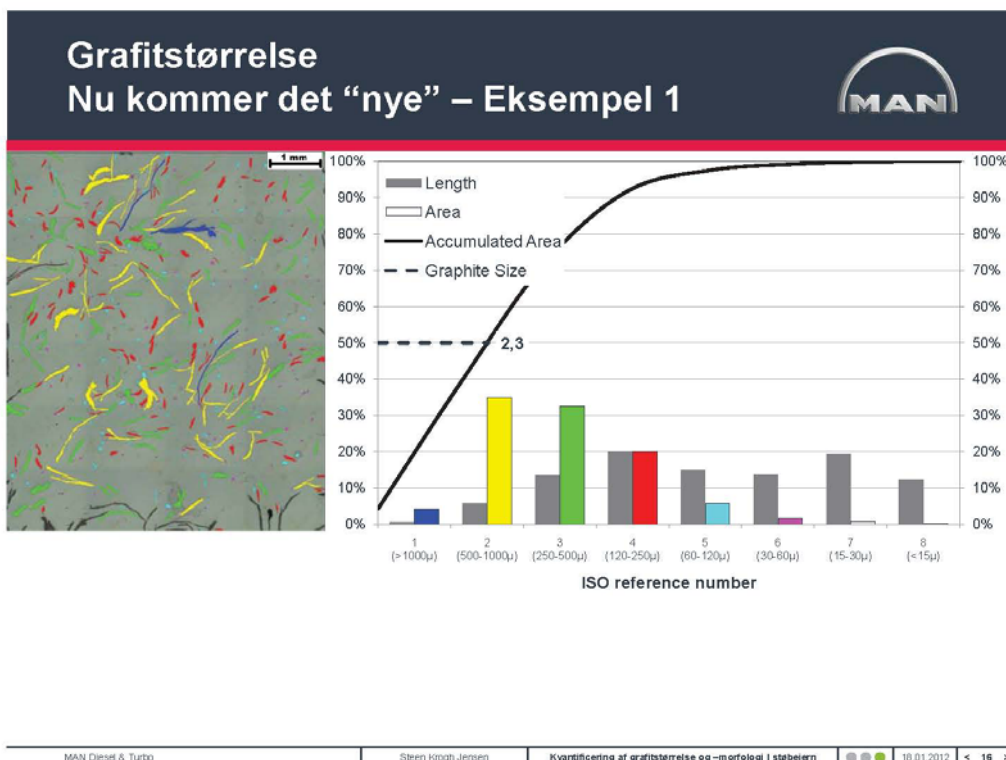 Grafitstørrelse
Nu kommer det “nye” – Eksempel 1
MAN
1 mm
100%
90%
80%
70%
60%
50%
40%
30%
20%
10%
0%
Length
Area
Accumulated Area
Graphite Size
2,3
100%
90%
80%
70%
60%
50%
40%
30%
20%
10%
0%
1 2 3 4 5 6 7 8
(>1000µ) (500-1000µ) (250-500µ) (120-250µ) (60-120µ) (30-60µ) (15-30µ) (<15µ)
ISO reference number
MAN Diesel & Turbo Steen Krogh Jensen Kvantificering af grafitstørrelse og –morfologi i støbejern 18.01.2012 < 16 >